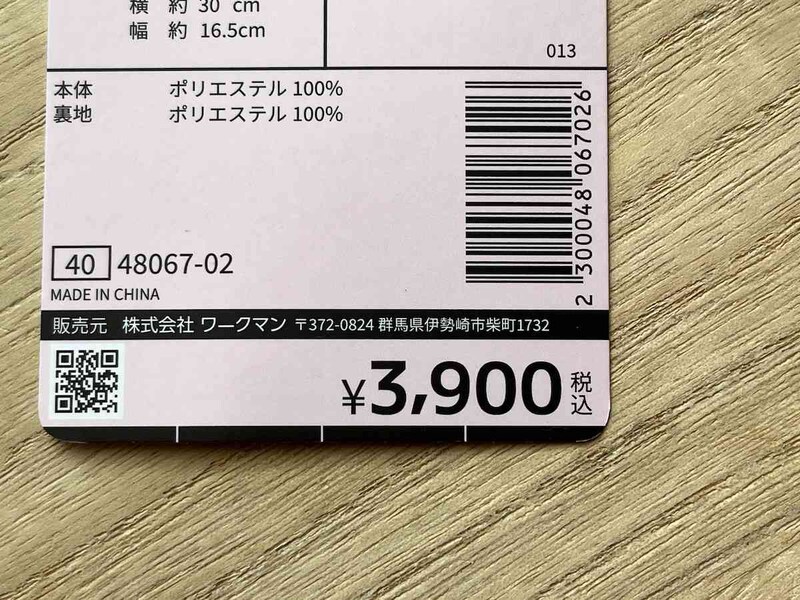 横 約 30 cm
幅 約 16.5cm
013
本体 ポリエステル 100%
裏地 ポリエステル 100%
2 300048 067026
40 48067-02
MADE IN CHINA
販売元 株式会社 ワークマン 〒372-0824 群馬県伊勢崎市柴町1732
¥3,900 税込